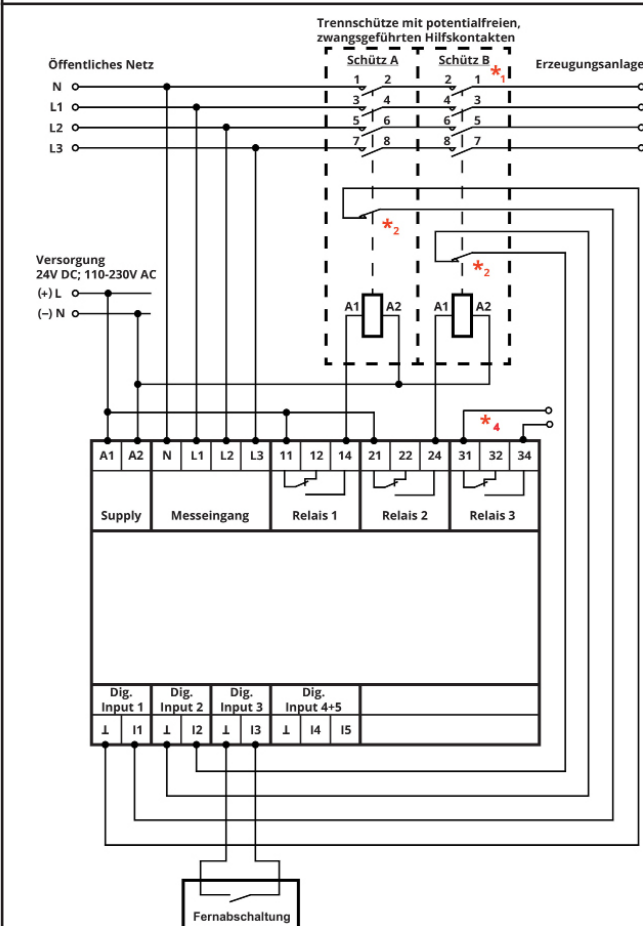 Trennschütze mit potentialfreien,
zwangsgeführten Hilfskontakten
Schütz A Schütz B
Öffentliches Netz *1 Erzeugungsanlage
N 1 2 2 1
L1 3 4 4 3
L2 5 6 6 5
L3 7 8 8 7
*2
*2
Versorgung
24V DC; 110-230V AC
(+) L
(−) N
A1 A2 A1 A2
*4
A1 A2 N L1 L2 L3 11 12 14 21 22 24 31 32 34
Supply Messeingang Relais 1 Relais 2 Relais 3
Dig. Dig. Dig. Dig.
Input 1 Input 2 Input 3 Input 4+5
⊥ I1 ⊥ I2 ⊥ I3 ⊥ I4 I5
Fernabschaltung